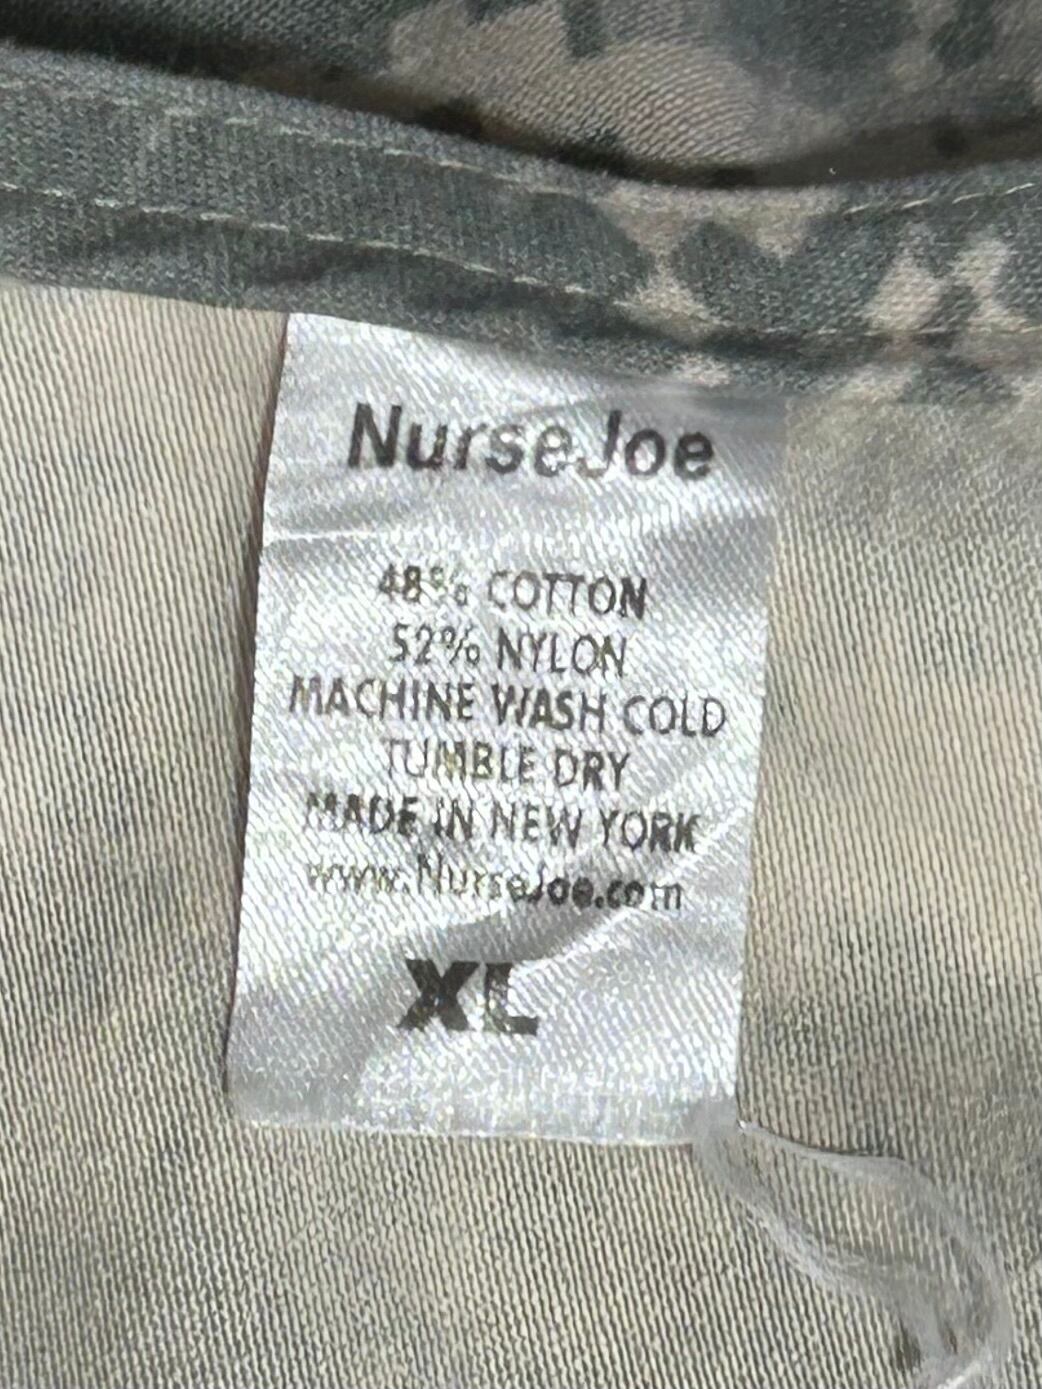 NurseJoe
48% COTTON
52% NYLON
MACHINE WASH COLD
TUMBLE DRY
MADE IN NEW YORK
www.NurseJoe.com
XL